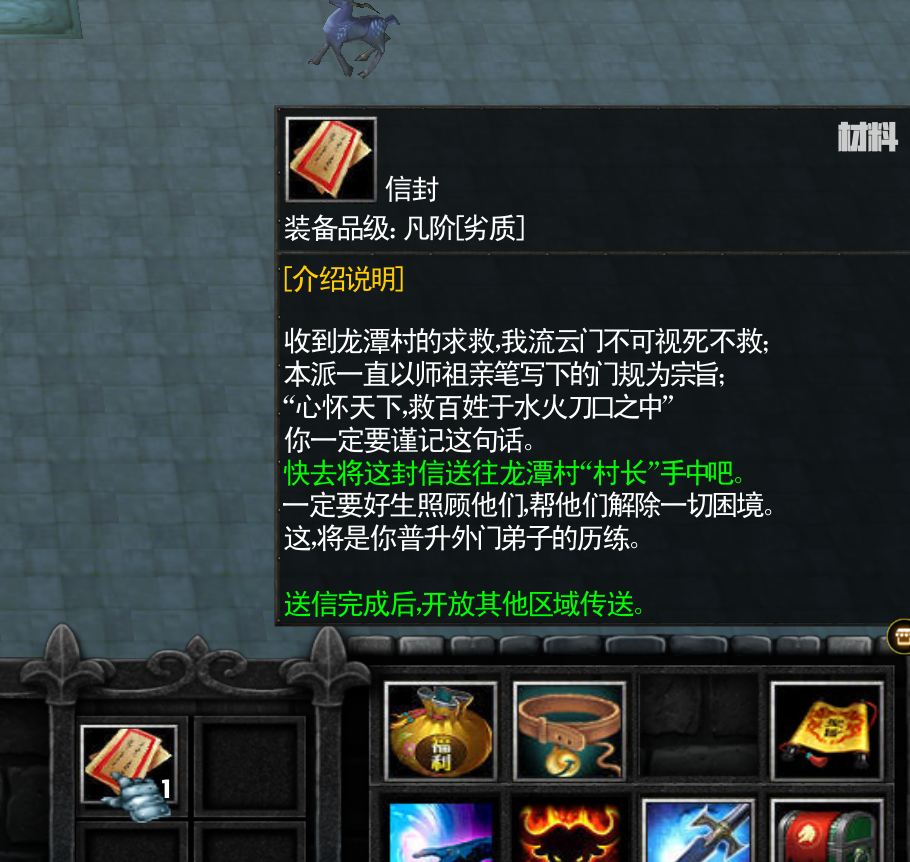 材料
信封
装备品级: 凡阶[劣质]
[介绍说明]
收到龙潭村的求救,我流云门不可视死不救;
本派一直以师祖亲笔写下的门规为宗旨;
“心怀天下,救百姓于水火刀口之中”
你一定要谨记这句话。
快去将这封信送往龙潭村“村长”手中吧。
一定要好生照顾他们,帮他们解除一切困境。
这,将是你普升外门弟子的历练。
送信完成后,开放其他区域传送。
福利
1